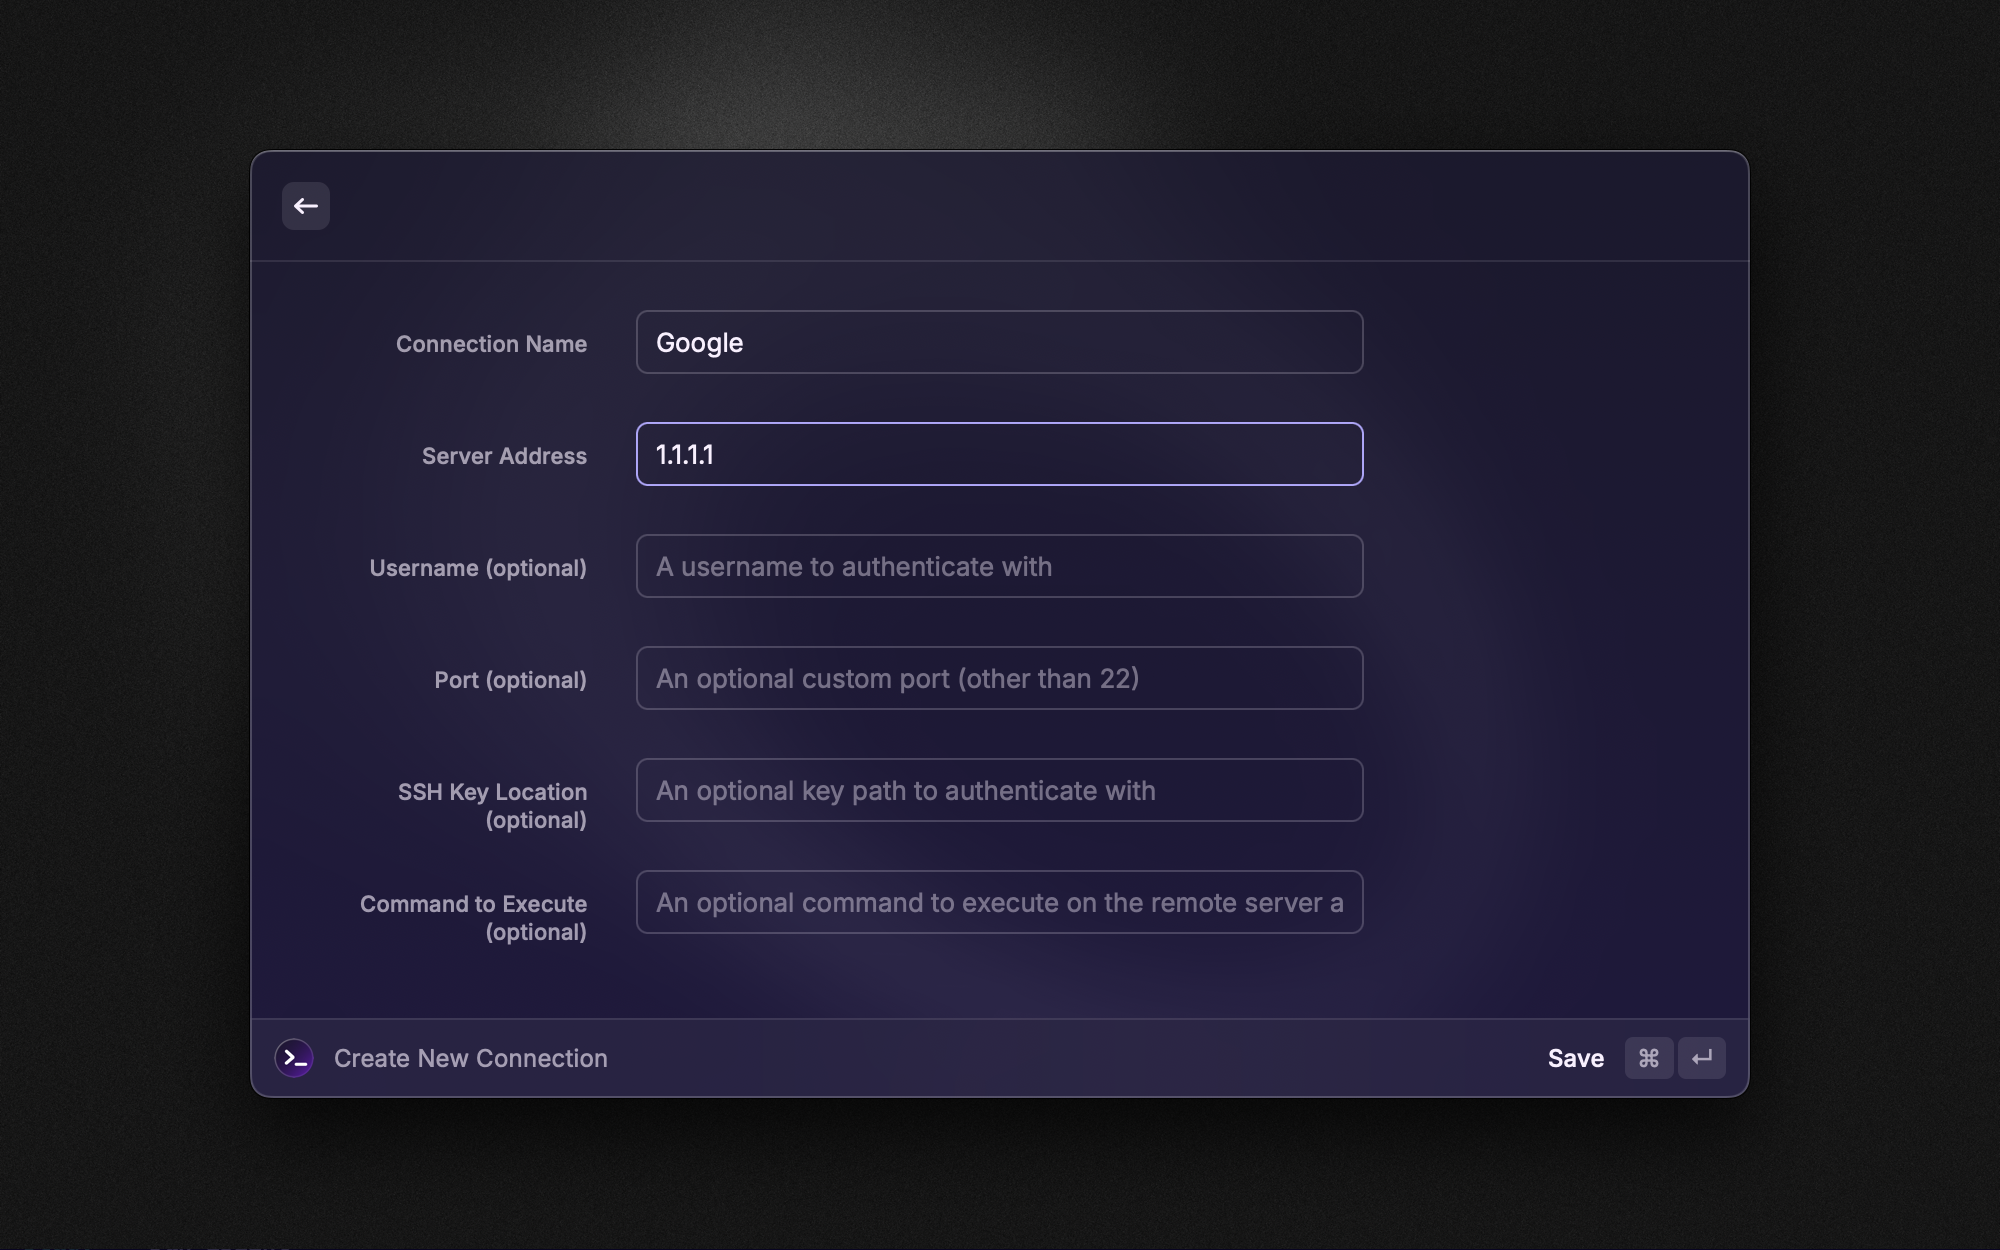 Connection Name
Google
Server Address
1.1.1.1
Username (optional)
A username to authenticate with
Port (optional)
An optional custom port (other than 22)
SSH Key Location
(optional)
An optional key path to authenticate with
Command to Execute
(optional)
An optional command to execute on the remote server a
Create New Connection
Save ⌘ ↵